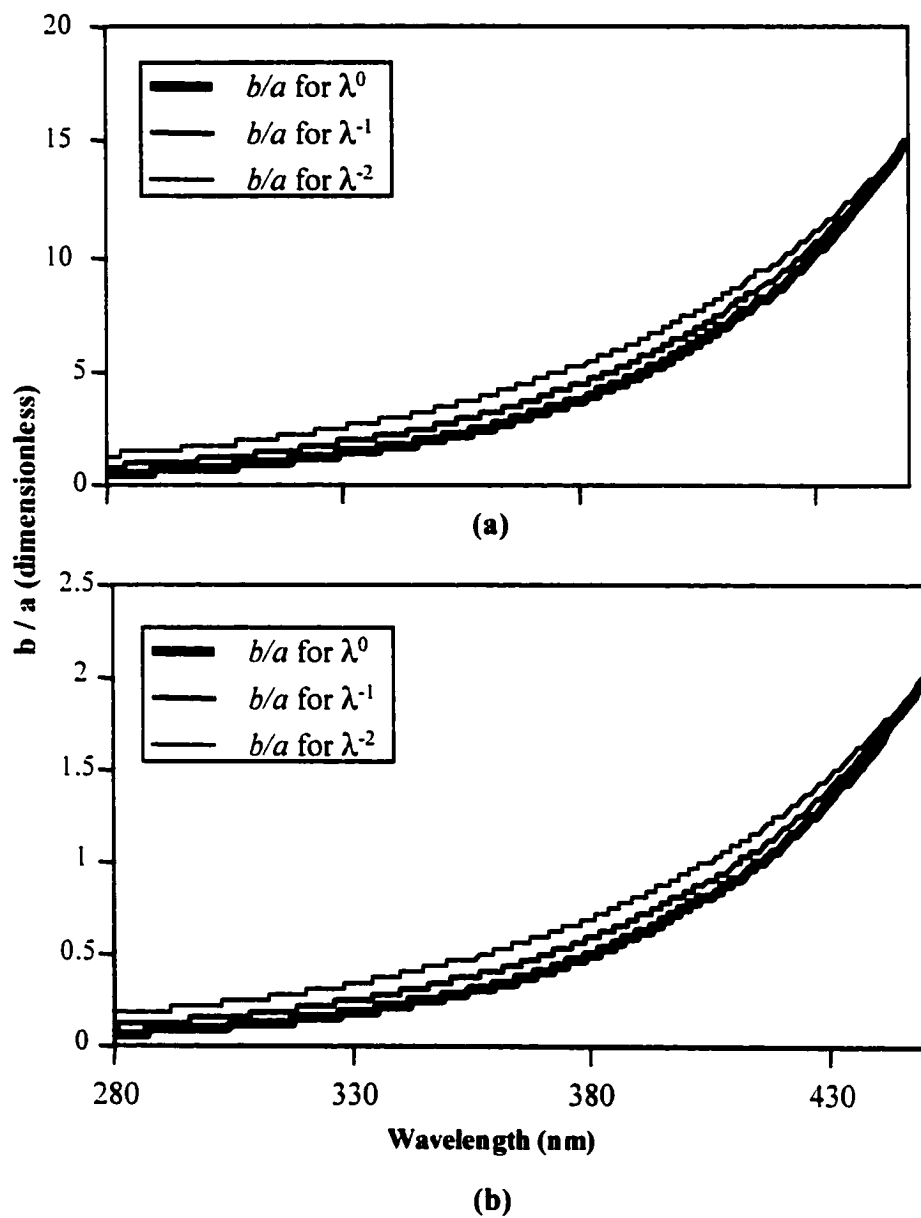 20
15
10
5
0
b/a for λ⁰
b/a for λ⁻¹
b/a for λ⁻²
(a)
b / a (dimensionless)
2.5
2
1.5
1
0.5
0
b/a for λ⁰
b/a for λ⁻¹
b/a for λ⁻²
280 330 380 430
Wavelength (nm)
(b)